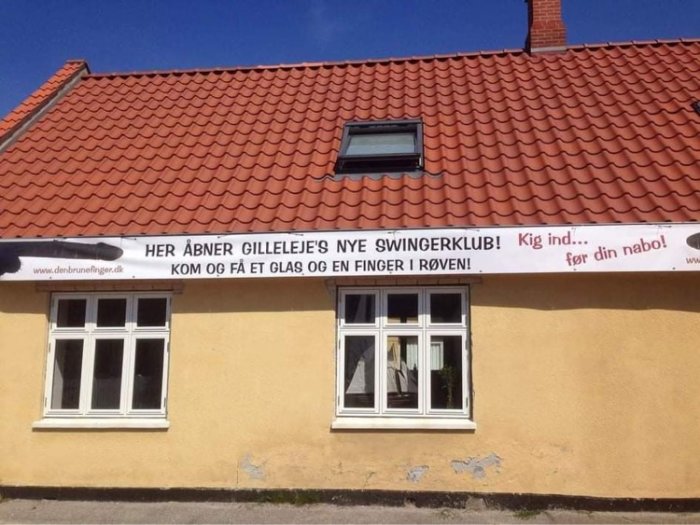 HER ÅBNER GILLELEJE'S NYE SWINGERKLUB!
KOM OG FÅ ET GLAS OG EN FINGER I RØVEN!
www.denbrunefinger.dk
Kig ind...
før din nabo!